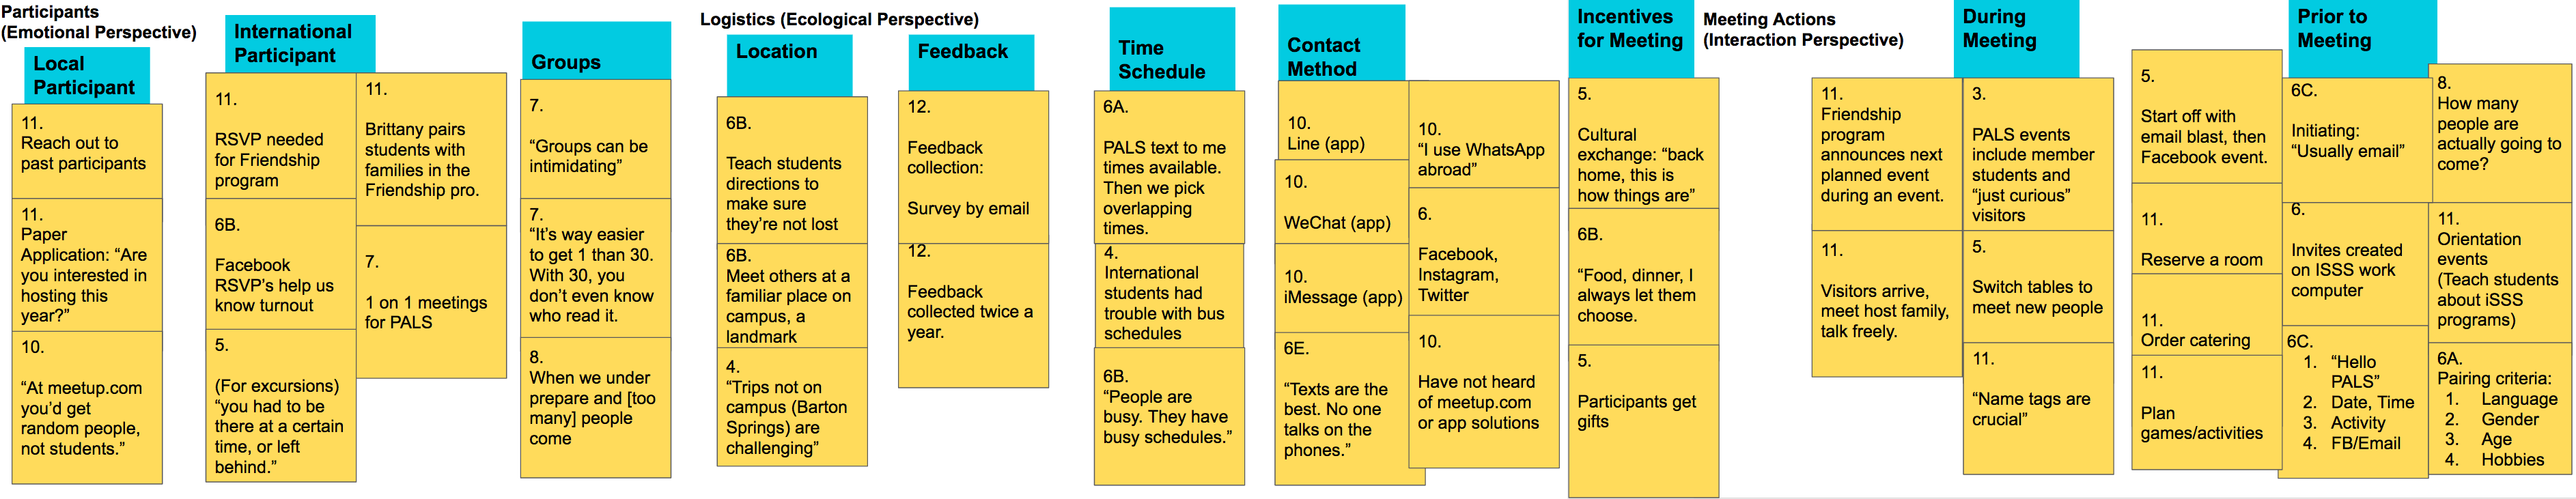 Participants
(Emotional Perspective)
Local
Participant
11.
Reach out to
past participants
11.
Paper
Application: “Are
you interested in
hosting this
year?”
10.
“At meetup.com
you’d get
random people,
not students.”
International
Participant
11.
RSVP needed
for Friendship
program
6B.
Facebook
RSVP’s help us
know turnout
5.
(For excursions)
“you had to be
there at a certain
time, or left
behind.”
11.
Brittany pairs
students with
families in the
Friendship pro.
7.
1 on 1 meetings
for PALS
Groups
7.
“Groups can be
intimidating”
7.
“It’s way easier
to get 1 than 30.
With 30, you
don’t even know
who read it.
8.
When we under
prepare and [too
many] people
come
Logistics (Ecological Perspective)
Location
6B.
Teach students
directions to
make sure
they’re not lost
6B.
Meet others at a
familiar place on
campus, a
landmark
4.
“Trips not on
campus (Barton
Springs) are
challenging”
Feedback
12.
Feedback
collection:
Survey by email
12.
Feedback
collected twice a
year.
Time
Schedule
6A.
PALS text to me
times available.
Then we pick
overlapping
times.
4.
International
students had
trouble with bus
schedules
6B.
“People are
busy. They have
busy schedules.”
Contact
Method
10.
Line (app)
10.
WeChat (app)
10.
iMessage (app)
6E.
“Texts are the
best. No one
talks on the
phones.”
10.
“I use WhatsApp
abroad”
6.
Facebook,
Instagram,
Twitter
10.
Have not heard
of meetup.com
or app solutions
Incentives
for Meeting
5.
Cultural
exchange: “back
home, this is
how things are”
6B.
“Food, dinner, I
always let them
choose.
5.
Participants get
gifts
Meeting Actions
(Interaction Perspective)
During
Meeting
11.
Friendship
program
announces next
planned event
during an event.
11.
Visitors arrive,
meet host family,
talk freely.
3.
PALS events
include member
students and
“just curious”
visitors
5.
Switch tables to
meet new people
11.
“Name tags are
crucial”
Prior to
Meeting
5.
Start off with
email blast, then
Facebook event.
11.
Reserve a room
11.
Order catering
11.
Plan
games/activities
6C.
Initiating:
“Usually email”
6.
Invites created
on ISSS work
computer
6C.
1. “Hello
PALS”
2. Date, Time
3. Activity
4. FB/Email
8.
How many
people are
actually going to
come?
11.
Orientation
events
(Teach students
about iSSS
programs)
6A.
Pairing criteria:
1. Language
2. Gender
3. Age
4. Hobbies